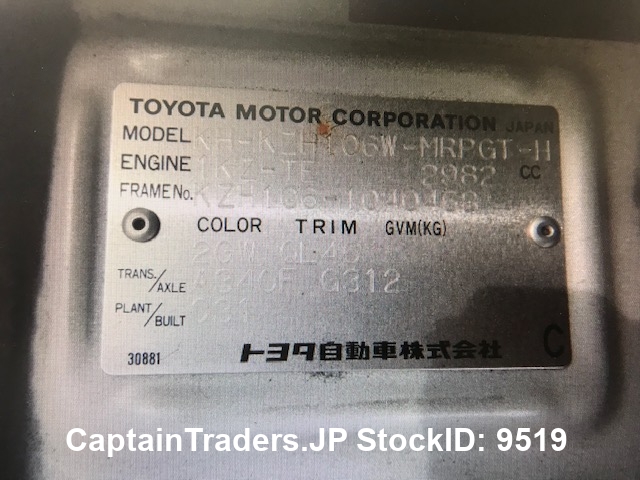 TOYOTA MOTOR CORPORATION JAPAN
MODEL KH-KZH106W-MRPGT-H
ENGINE 1KZ-TE 2982 CC
FRAME No. KZH106-
COLOR TRIM GVM(KG)
QL46
TRANS./AXLE A340F G312
PLANT/BUILT
30881 トヨタ自動車株式会社 C
CaptainTraders.JP StockID: 9519